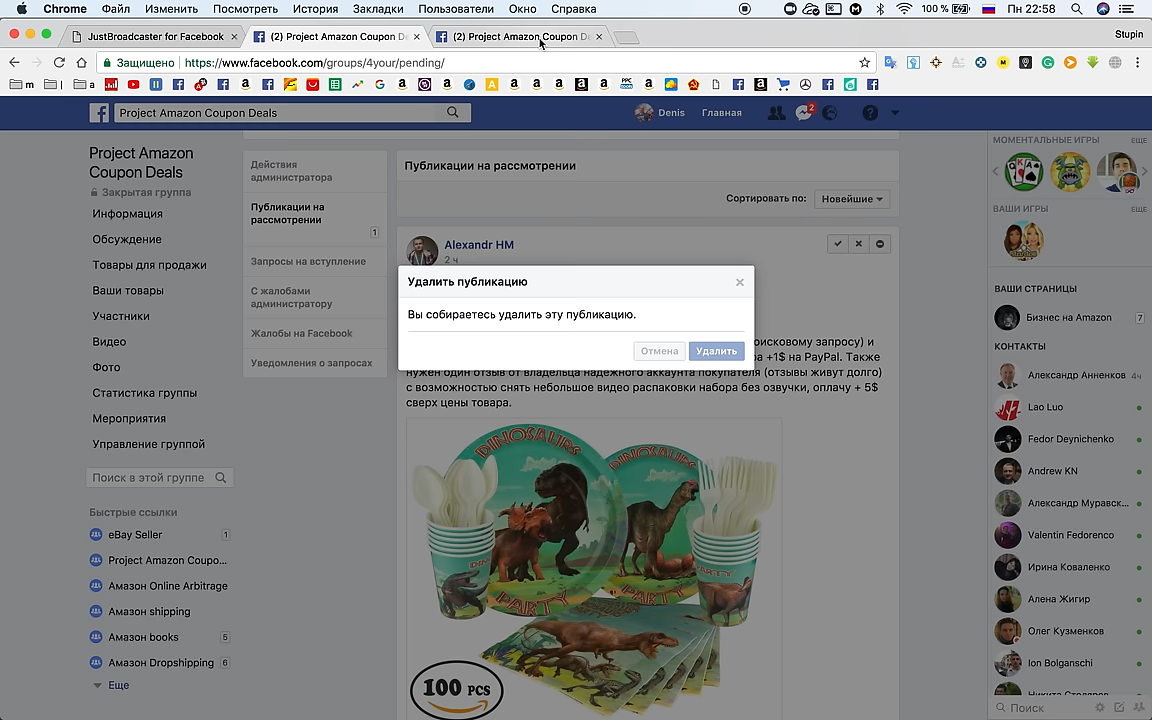 Chrome Файл Изменить Посмотреть История Закладки Пользователи Окно Справка 100 % Пн 22:58
JustBroadcaster for Facebook (2) Project Amazon Coupon D (2) Project Amazon Coupon De Stupin
Защищено https://www.facebook.com/groups/4your/pending/
Project Amazon Coupon Deals Denis Главная 2
Project Amazon
Coupon Deals
Закрытая группа
Информация
Обсуждение
Товары для продажи
Ваши товары
Участники
Видео
Фото
Статистика группы
Мероприятия
Управление группой
Поиск в этой группе
Быстрые ссылки
eBay Seller 1
Project Amazon Coupo...
Амазон Online Arbitrage
Амазон shipping
Амазон books 5
Амазон Dropshipping 6
Еще
Действия
администратора
Публикации на
рассмотрении
1
Запросы на вступление
С жалобами
администратору
Жалобы на Facebook
Уведомления о запросах
Публикации на рассмотрении
Сортировать по: Новейшие
Alexandr HM
2 ч
Удалить публикацию
Вы собираетесь удалить эту публикацию.
Отмена Удалить
оисковому запросу) и
а +1$ на PayPal. Также
нужен один отзыв от владельца надежного аккаунта покупателя (отзывы живут долго)
с возможностью снять небольшое видео распаковки набора без озвучки, оплачу + 5$
сверх цены товара.
DINOSAURS
DINOSAURS
PARTY
PARTY
100 PCS
МОМЕНТАЛЬНЫЕ ИГРЫ ЕЩЕ
ВАШИ ИГРЫ ЕЩЕ
ВАШИ СТРАНИЦЫ
Бизнес на Amazon 7
КОНТАКТЫ
Александр Анненков 4ч
Lao Luo
Fedor Deynichenko
Andrew KN
Александр Муравск...
Valentin Fedorenco
Ирина Коваленко
Алена Жигир
Олег Кузменков
Ion Bolganschi
Поиск